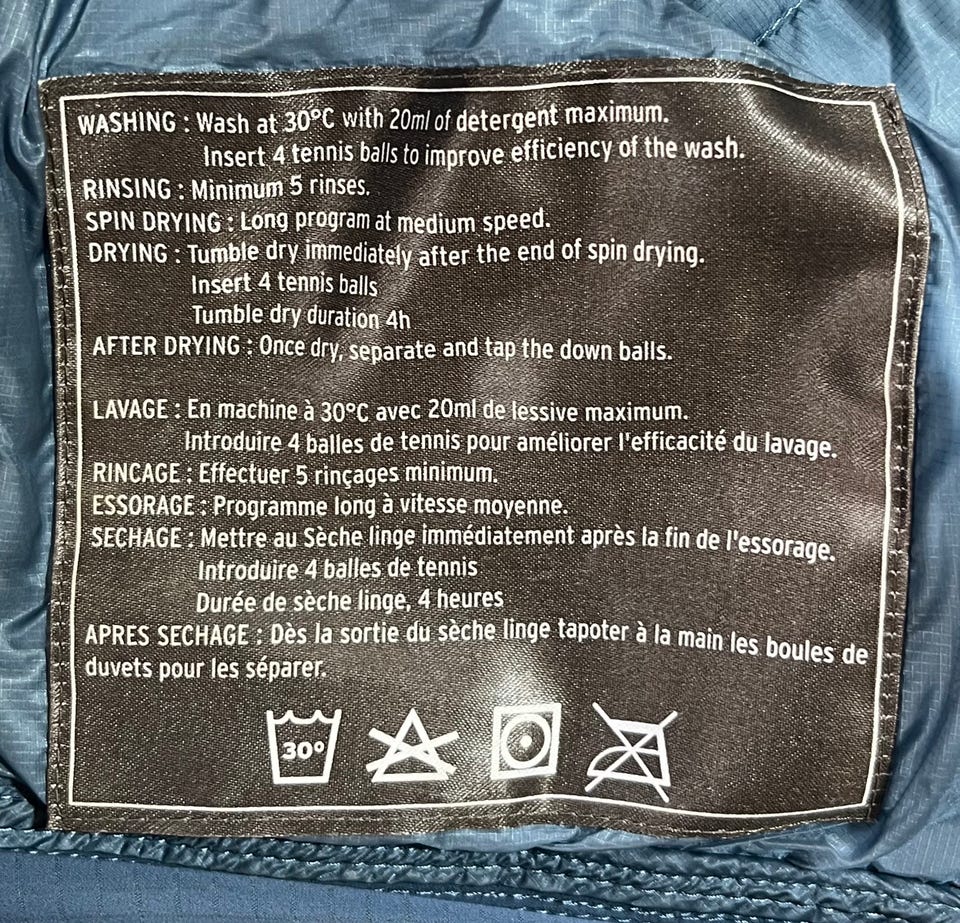 WASHING : Wash at 30°C with 20ml of detergent maximum.
Insert 4 tennis balls to improve efficiency of the wash.
RINSING : Minimum 5 rinses.
SPIN DRYING : Long program at medium speed.
DRYING : Tumble dry immediately after the end of spin drying.
Insert 4 tennis balls
Tumble dry duration 4h
AFTER DRYING : Once dry, separate and tap the down balls.
LAVAGE : En machine à 30°C avec 20ml de lessive maximum.
Introduire 4 balles de tennis pour améliorer l'efficacité du lavage.
RINCAGE : Effectuer 5 rinçages minimum.
ESSORAGE : Programme long à vitesse moyenne.
SECHAGE : Mettre au Sèche linge immédiatement après la fin de l'essorage.
Introduire 4 balles de tennis
Durée de sèche linge, 4 heures
APRES SECHAGE : Dès la sortie du sèche linge tapoter à la main les boules de
duvets pour les séparer.
30°